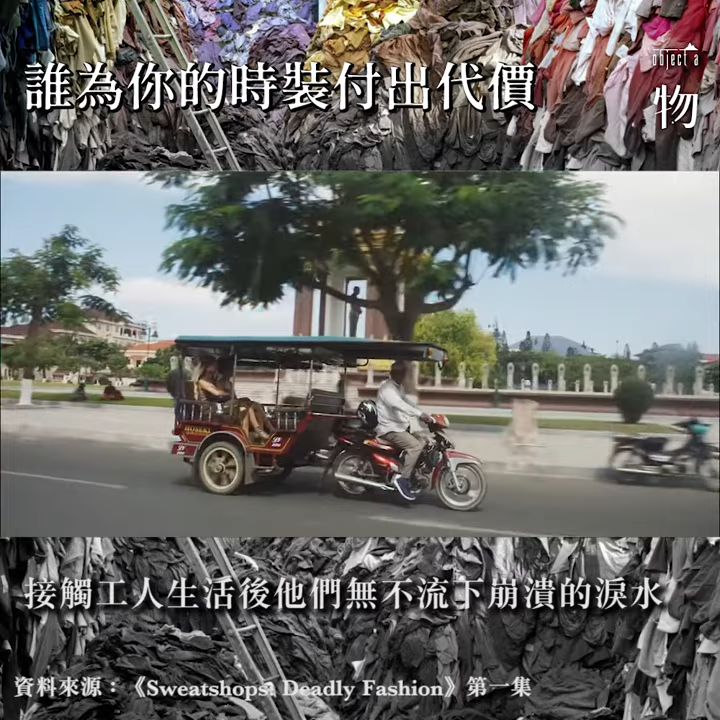 誰為你的時裝付出代價
object a
物
HOSEKI
接觸工人生活後他們無不流下崩潰的淚水
資料來源：《Sweatshops: Deadly Fashion》第一集